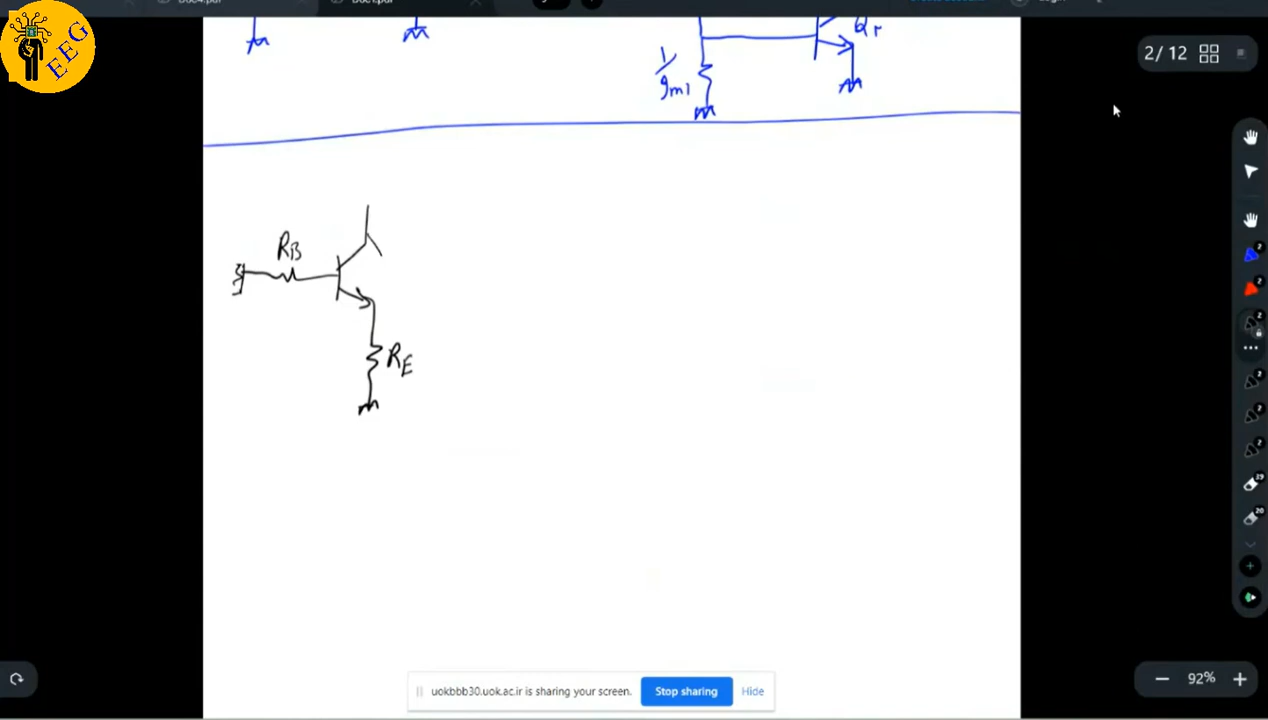 EEG
2/12
1/gm1
RB
RE
uokbbb30.uok.ac.ir is sharing your screen.
Stop sharing
Hide
92%